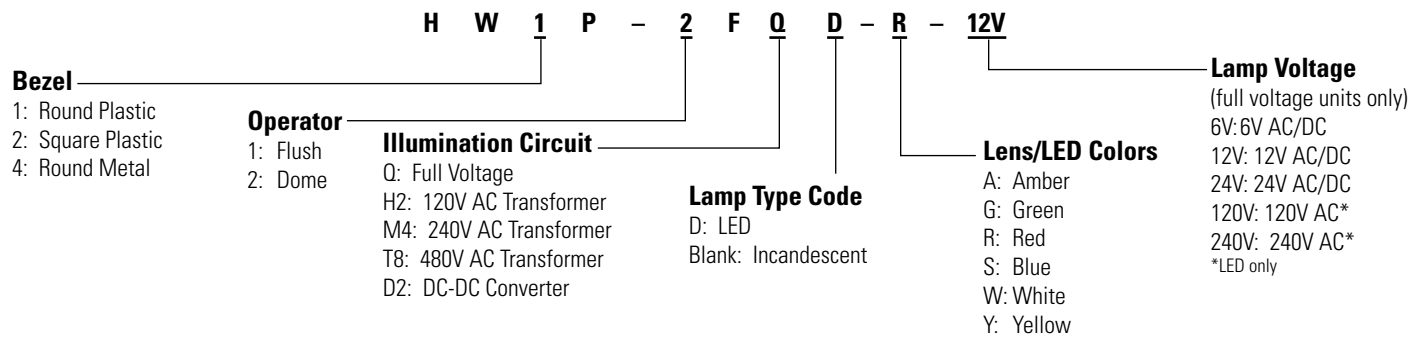 H W 1 P – 2 F Q D – R – 12V
Bezel
1: Round Plastic
2: Square Plastic
4: Round Metal
Operator
1: Flush
2: Dome
Illumination Circuit
Q: Full Voltage
H2: 120V AC Transformer
M4: 240V AC Transformer
T8: 480V AC Transformer
D2: DC-DC Converter
Lamp Type Code
D: LED
Blank: Incandescent
Lens/LED Colors
A: Amber
G: Green
R: Red
S: Blue
W: White
Y: Yellow
Lamp Voltage
(full voltage units only)
6V: 6V AC/DC
12V: 12V AC/DC
24V: 24V AC/DC
120V: 120V AC*
240V: 240V AC*
*LED only